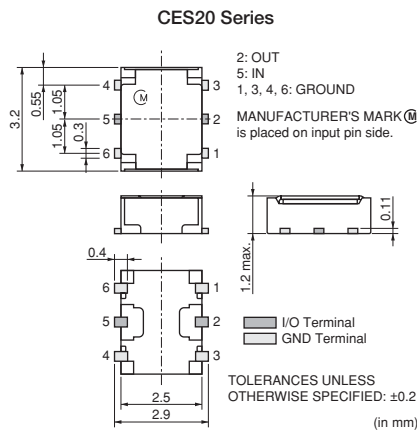 CES20 Series
2: OUT
5: IN
1, 3, 4, 6: GROUND
MANUFACTURER'S MARK Ⓜ
is placed on input pin side.
3.2
0.55
1.05
1.05
0.3
4
5
6
M
3
2
1
0.4
1.2 max.
0.11
6
5
4
1
2
3
2.5
2.9
I/O Terminal
GND Terminal
TOLERANCES UNLESS
OTHERWISE SPECIFIED: ±0.2
(in mm)